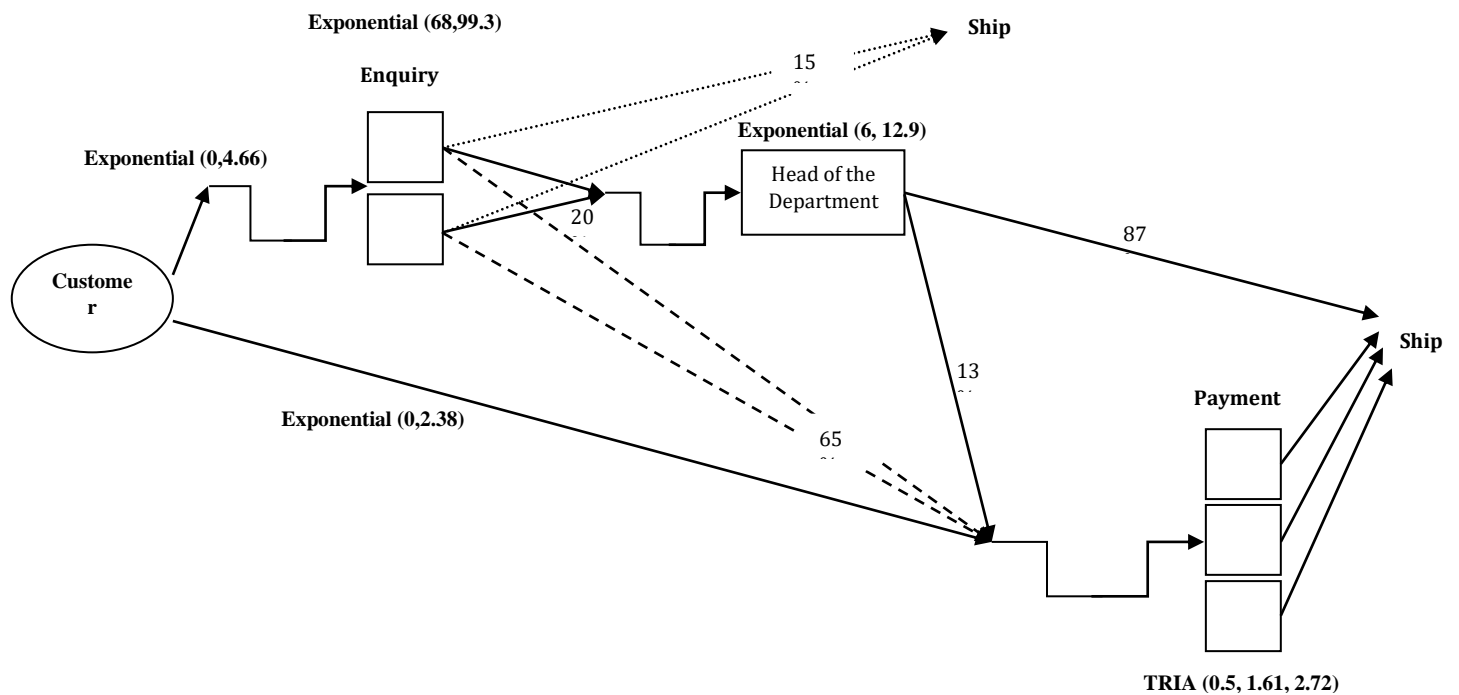 Exponential (68,99.3)
Ship
15
Enquiry
Exponential (6, 12.9)
Exponential (0,4.66)
Head of the
Department
20
87
Custome
r
Ship
13
Payment
Exponential (0,2.38)
65
TRIA (0.5, 1.61, 2.72)